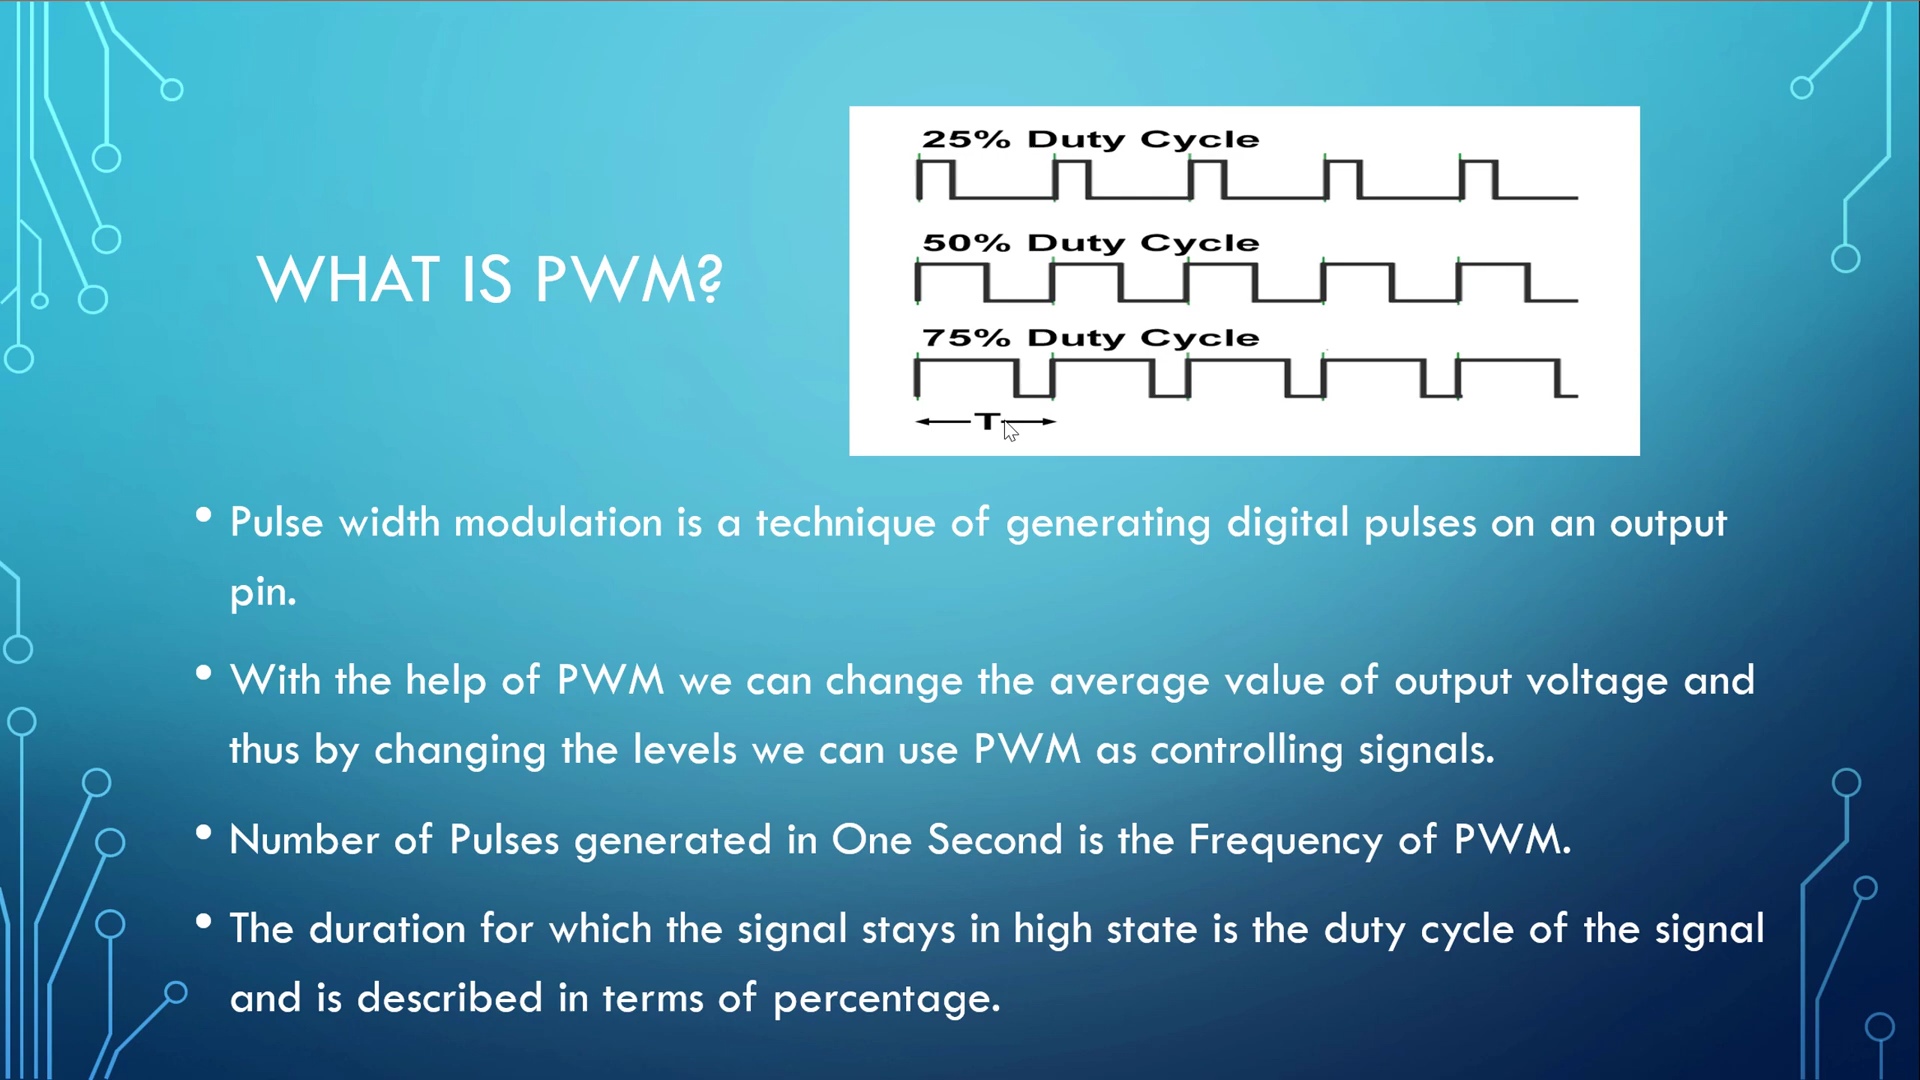 WHAT IS PWM?
25% Duty Cycle
50% Duty Cycle
75% Duty Cycle
T
• Pulse width modulation is a technique of generating digital pulses on an output
pin.
• With the help of PWM we can change the average value of output voltage and
thus by changing the levels we can use PWM as controlling signals.
• Number of Pulses generated in One Second is the Frequency of PWM.
• The duration for which the signal stays in high state is the duty cycle of the signal
and is described in terms of percentage.